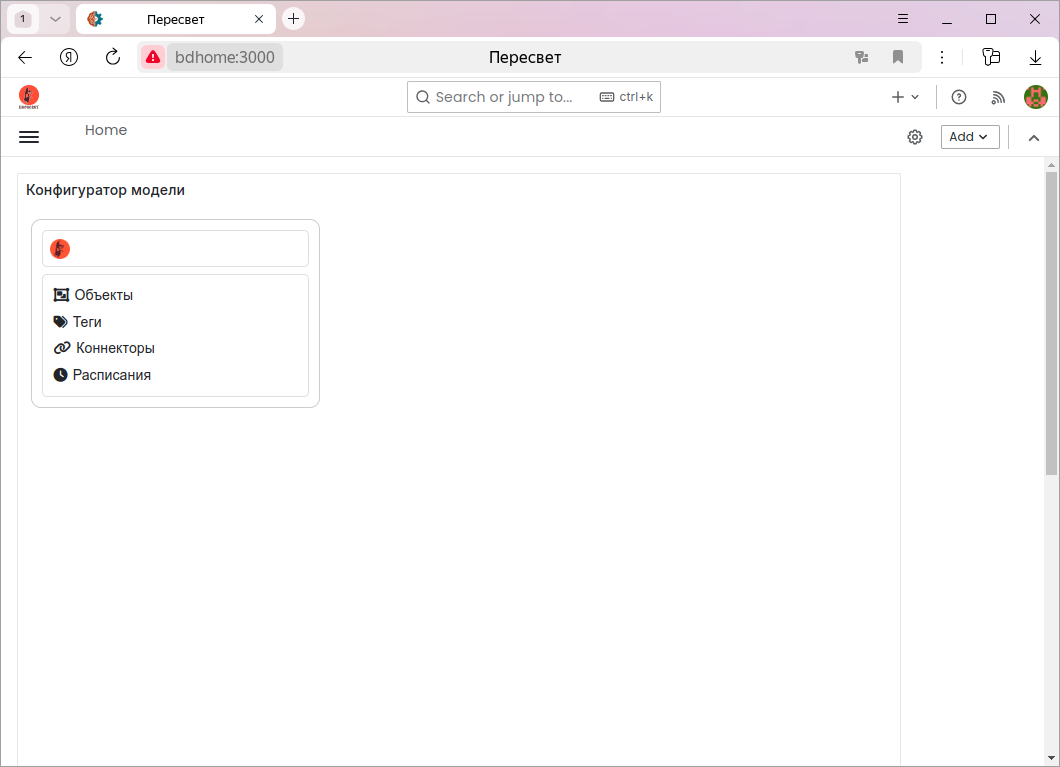 1
Пересвет
Я
bdhome:3000
Пересвет
Search or jump to...
ctrl+k
Home
Add
Конфигуратор модели
Объекты
Теги
Коннекторы
Расписания